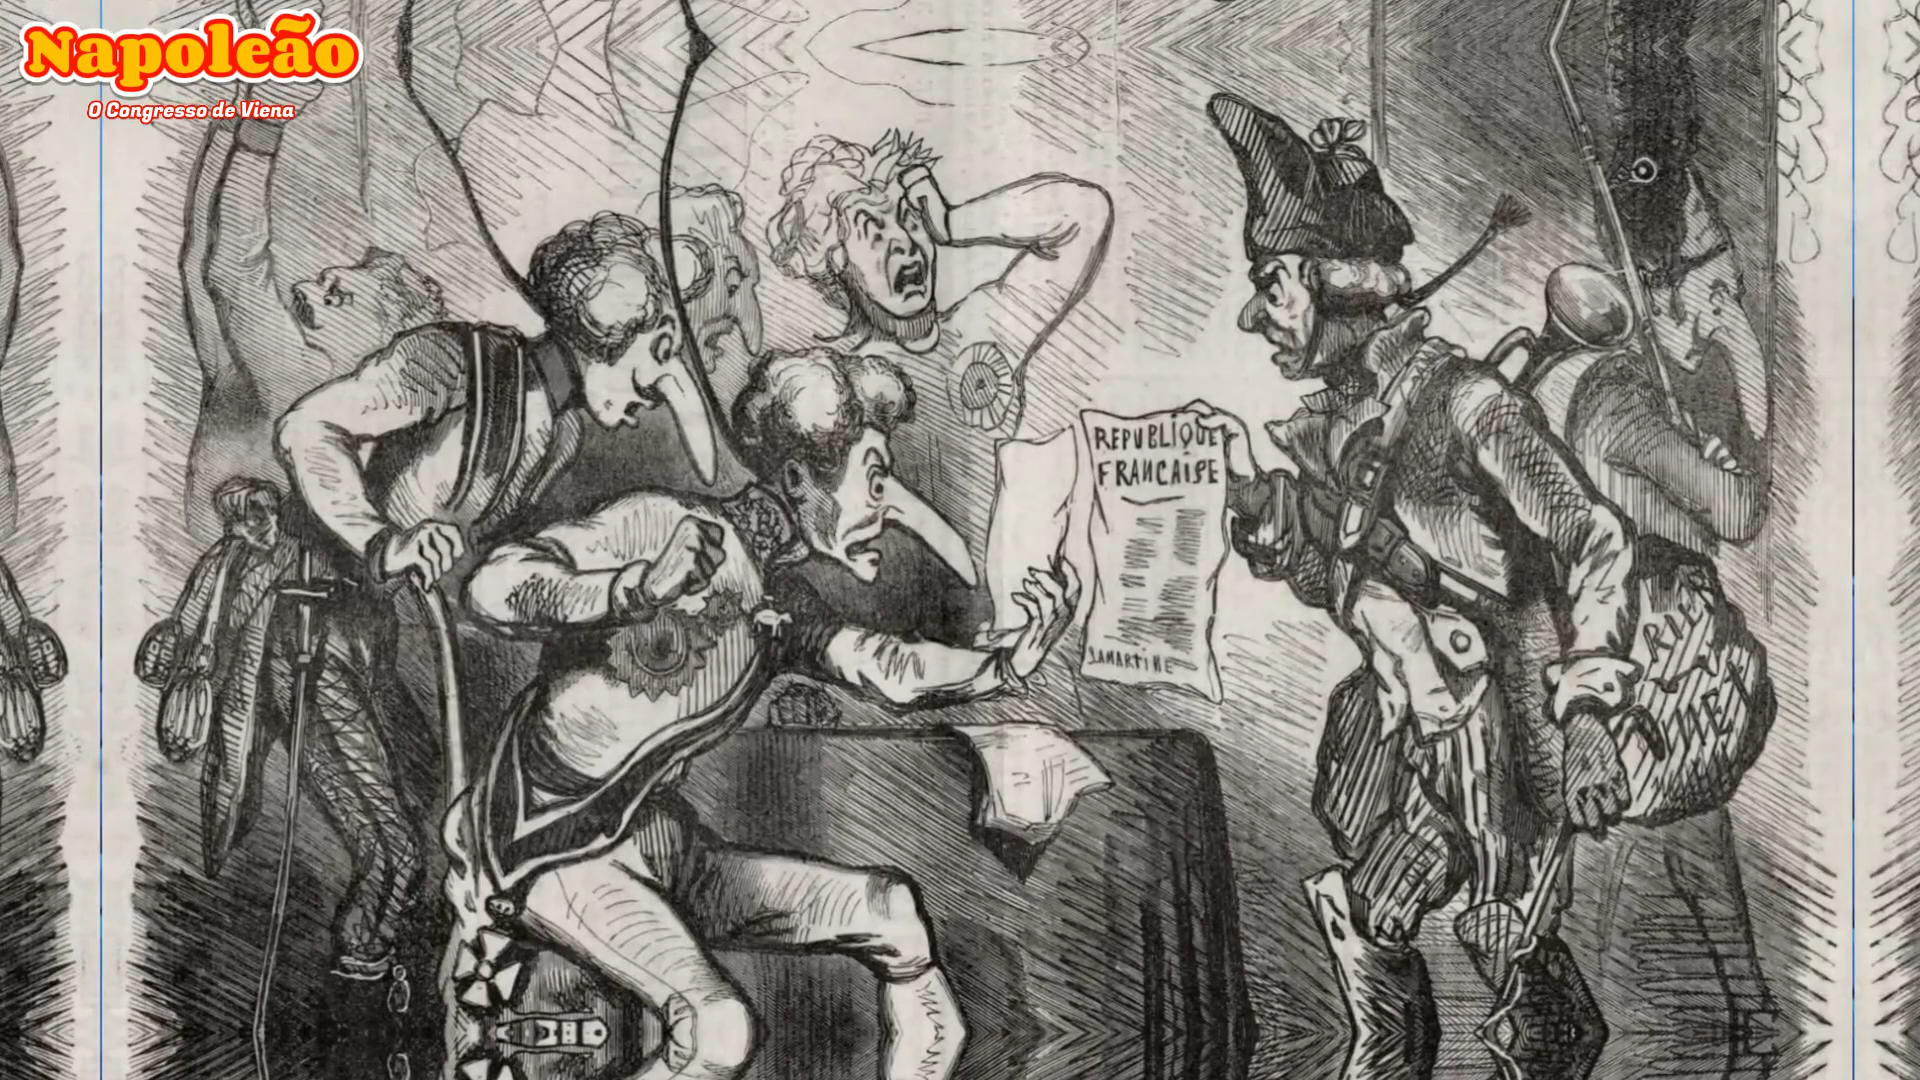 Napoleão
O Congresso de Viena
REPUBLIQUE
FRANCAISE
LAMARTINE